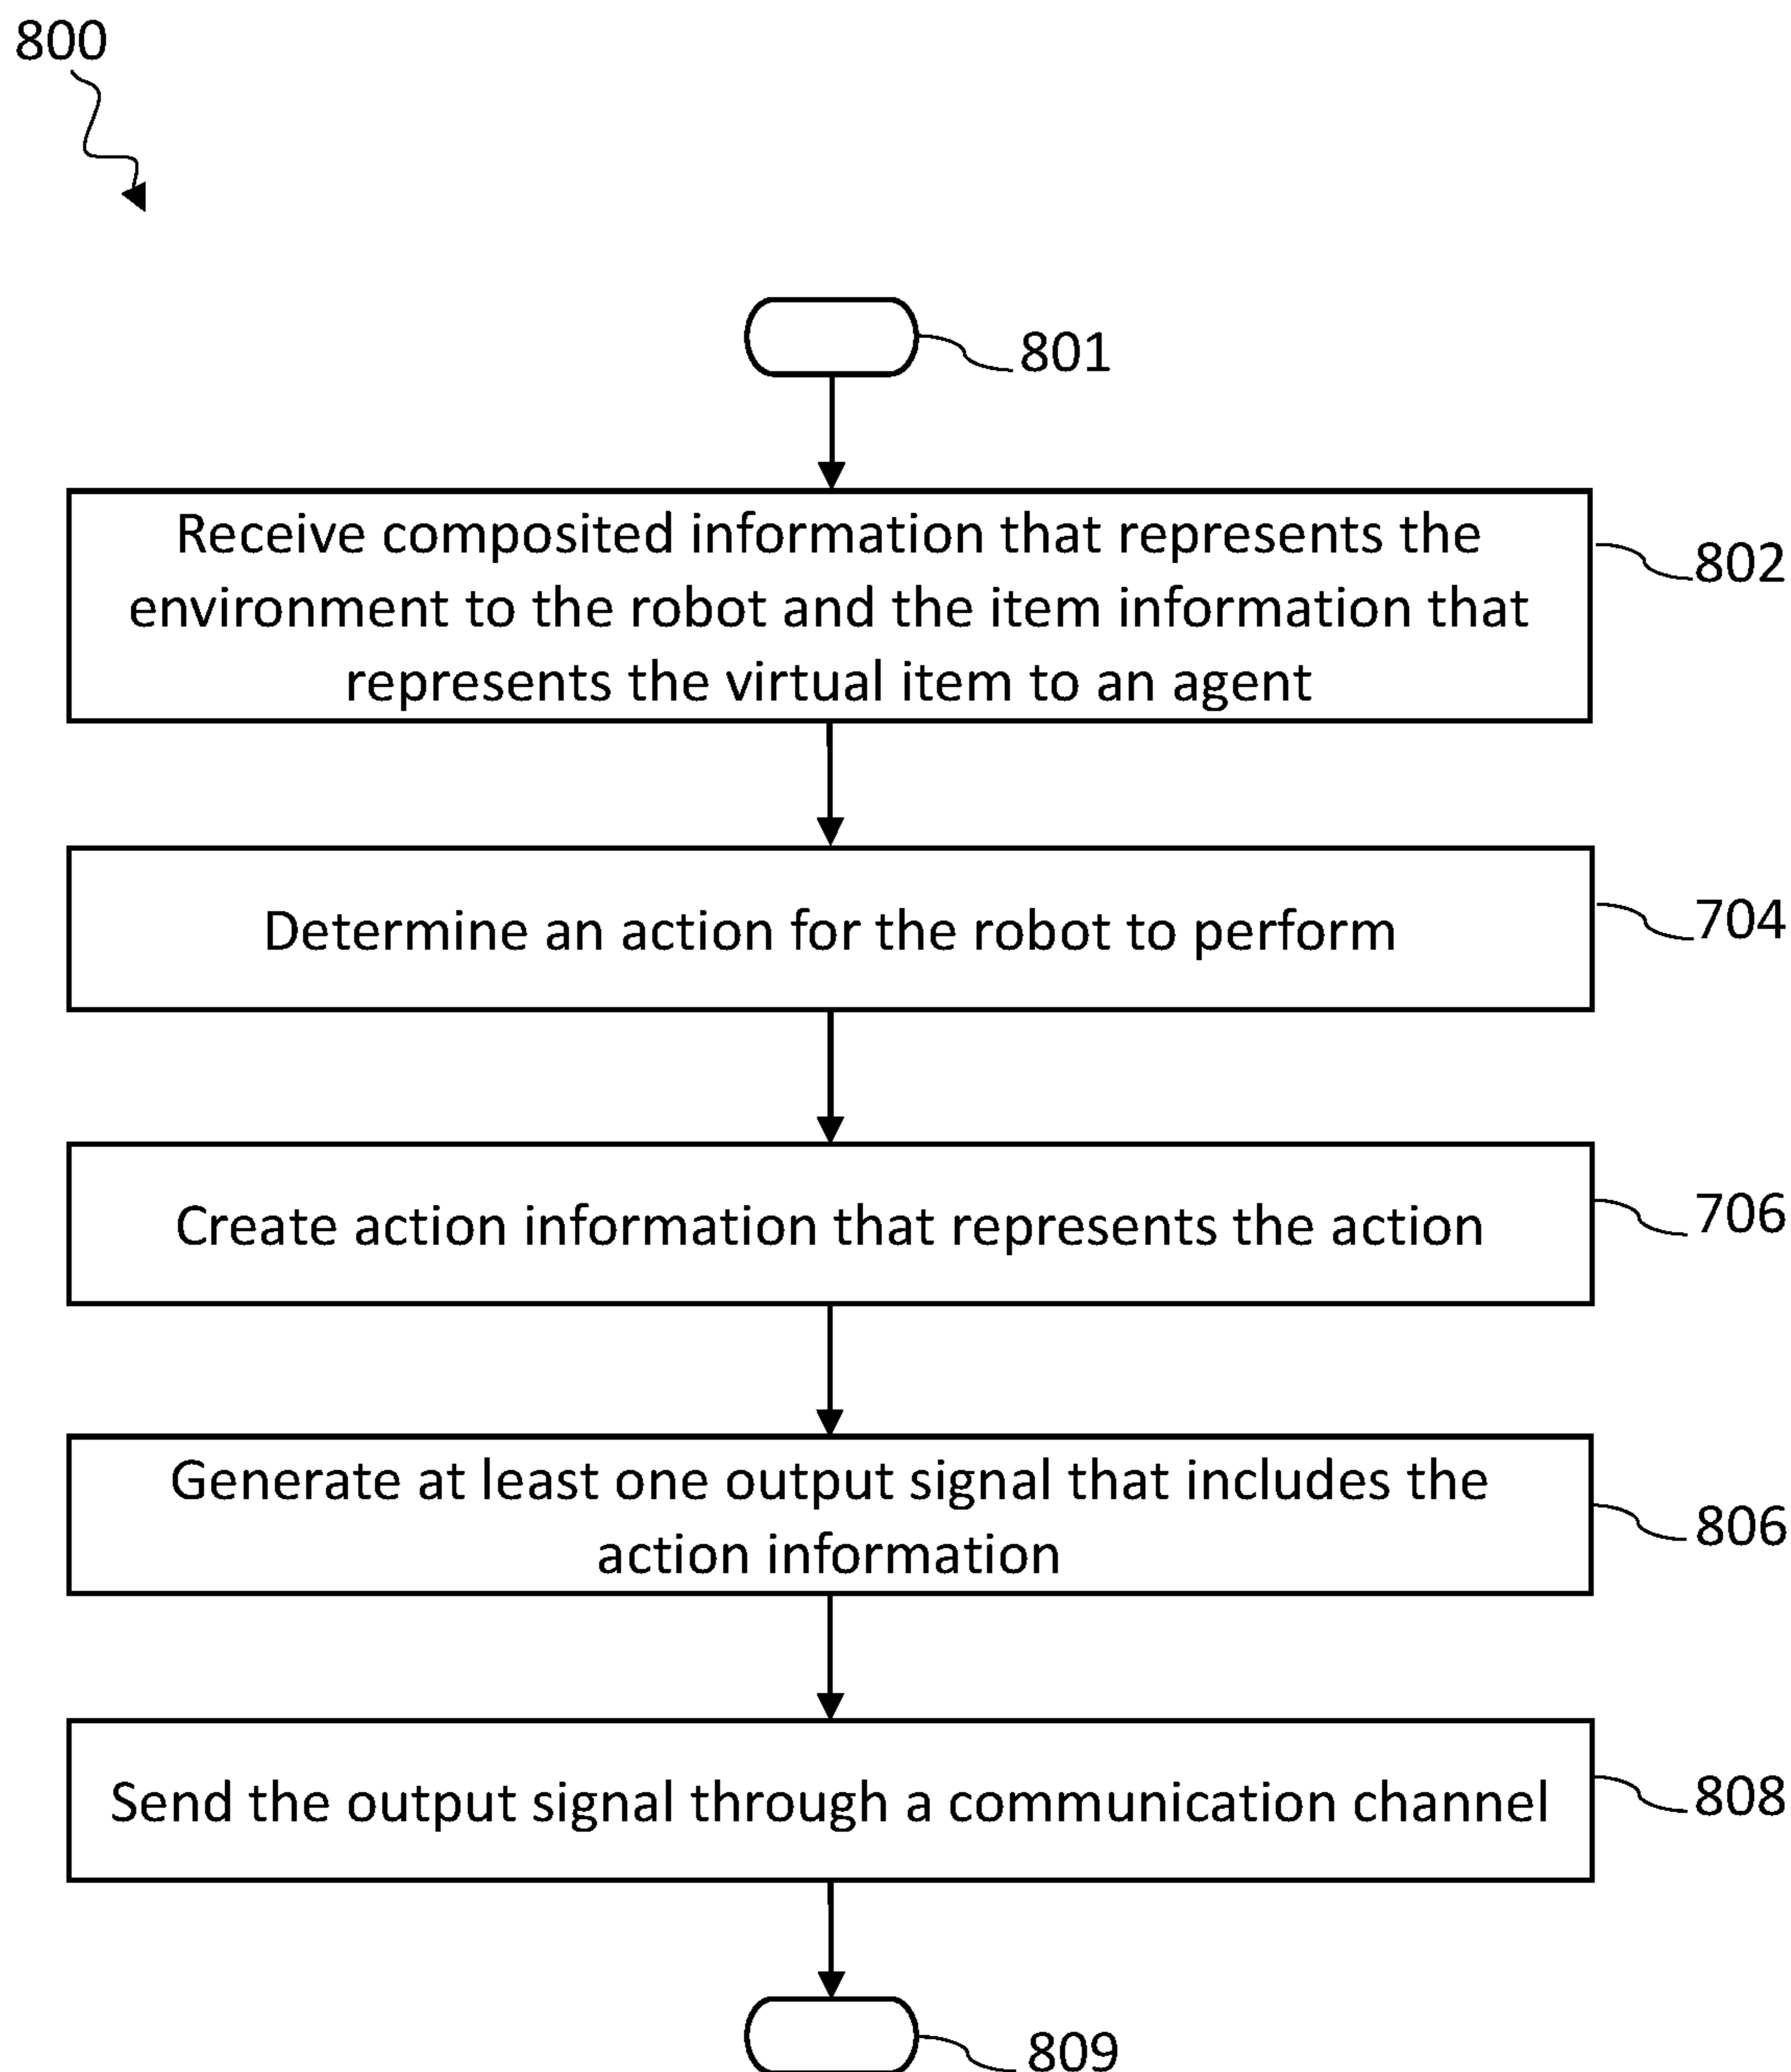 800
801
Receive composited information that represents the
environment to the robot and the item information that
represents the virtual item to an agent
802
Determine an action for the robot to perform
704
Create action information that represents the action
706
Generate at least one output signal that includes the
action information
806
Send the output signal through a communication channel
808
809